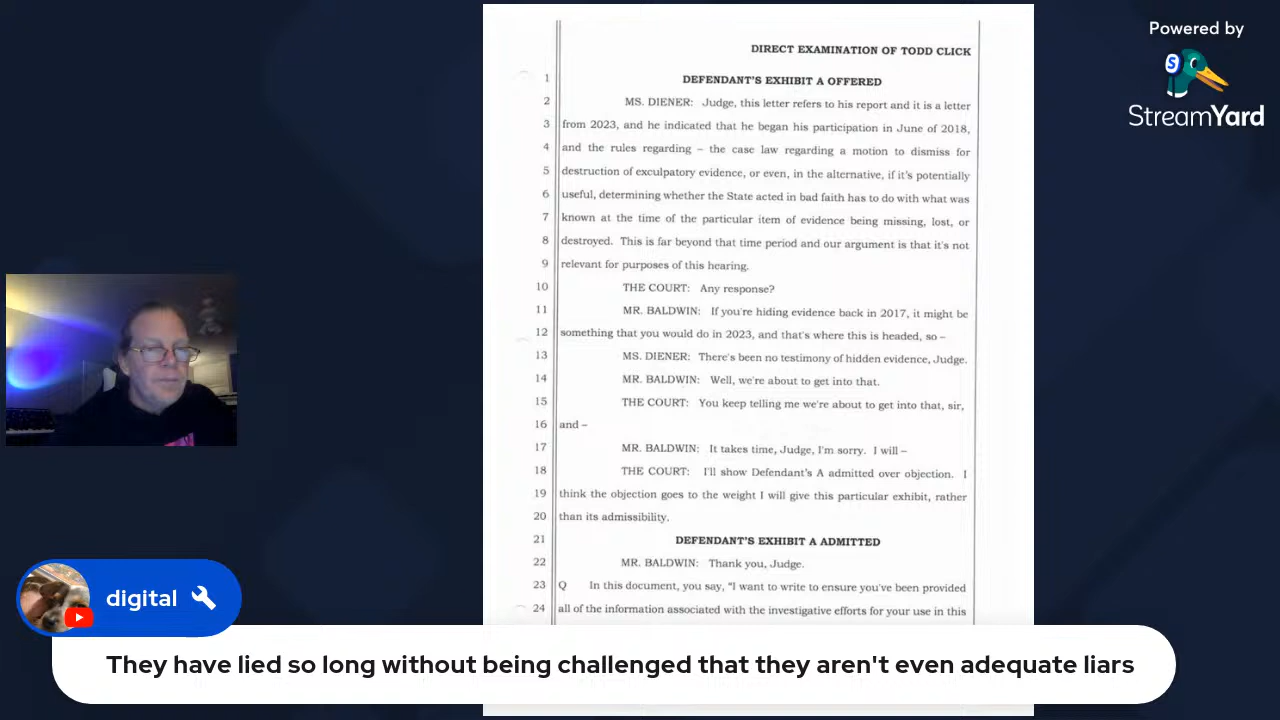 Powered by
StreamYard
DIRECT EXAMINATION OF TODD CLICK
1 DEFENDANT'S EXHIBIT A OFFERED
2 MS. DIENER: Judge, this letter refers to his report and it is a letter
3 from 2023, and he indicated that he began his participation in June of 2018,
4 and the rules regarding – the case law regarding a motion to dismiss for
5 destruction of exculpatory evidence, or even, in the alternative, if it's potentially
6 useful, determining whether the State acted in bad faith has to do with what was
7 known at the time of the particular item of evidence being missing, lost, or
8 destroyed. This is far beyond that time period and our argument is that it's not
9 relevant for purposes of this hearing.
10 THE COURT: Any response?
11 MR. BALDWIN: If you're hiding evidence back in 2017, it might be
12 something that you would do in 2023, and that's where this is headed, so –
13 MS. DIENER: There's been no testimony of hidden evidence, Judge.
14 MR. BALDWIN: Well, we're about to get into that.
15 THE COURT: You keep telling me we're about to get into that, sir,
16 and –
17 MR. BALDWIN: It takes time, Judge, I'm sorry. I will –
18 THE COURT: I'll show Defendant's A admitted over objection. I
19 think the objection goes to the weight I will give this particular exhibit, rather
20 than its admissibility.
21 DEFENDANT'S EXHIBIT A ADMITTED
22 MR. BALDWIN: Thank you, Judge.
23 Q In this document, you say, "I want to write to ensure you've been provided
24 all of the information associated with the investigative efforts for your use in this
digital
They have lied so long without being challenged that they aren't even adequate liars